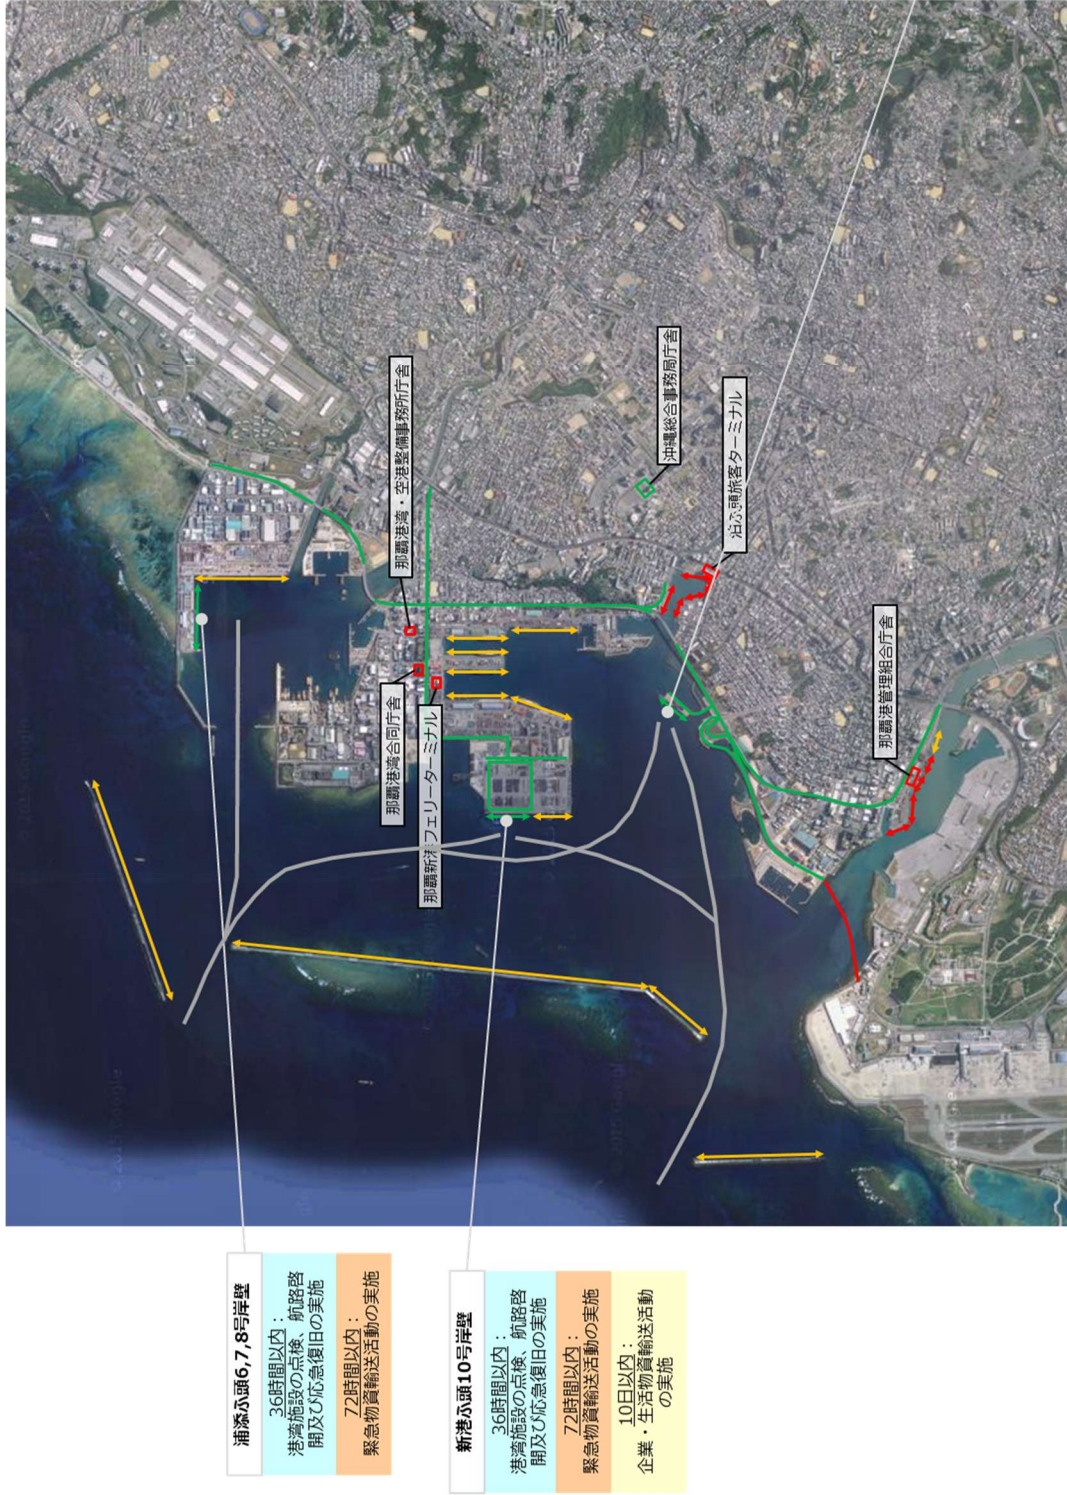 浦添ふ頭6,7,8号岸壁
36時間以内：
港湾施設の点検、航路啓
開及び応急復旧の実施
72時間以内：
緊急物資輸送活動の実施
新港ふ頭10号岸壁
36時間以内：
港湾施設の点検、航路啓
開及び応急復旧の実施
72時間以内：
緊急物資輸送活動の実施
10日以内：
企業・生活物資輸送活動
の実施
那覇港湾・空港整備事務所庁舎
那覇港湾合同庁舎
那覇新港フェリーターミナル
沖縄総合事務局庁舎
泊ふ頭旅客ターミナル
那覇港管理組合庁舎
© 2015 Google